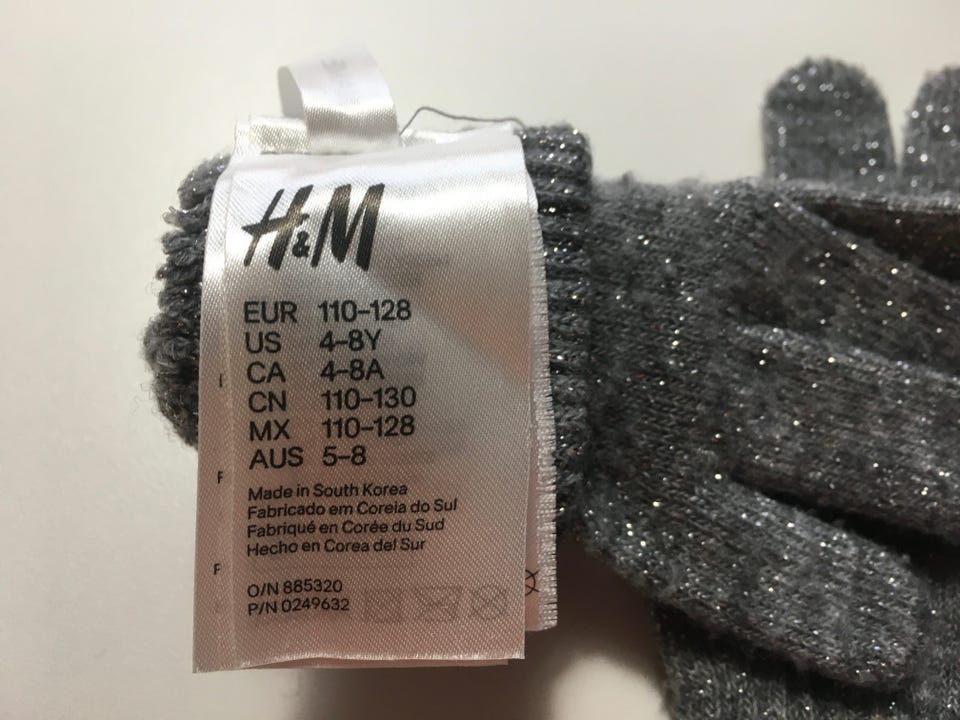 H&M
EUR 110–128
US 4–8Y
CA 4–8A
CN 110–130
MX 110–128
AUS 5–8
Made in South Korea
Fabricado em Coreia do Sul
Fabriqué en Corée du Sud
Hecho en Corea del Sur
O/N 885320
P/N 0249632
F
F